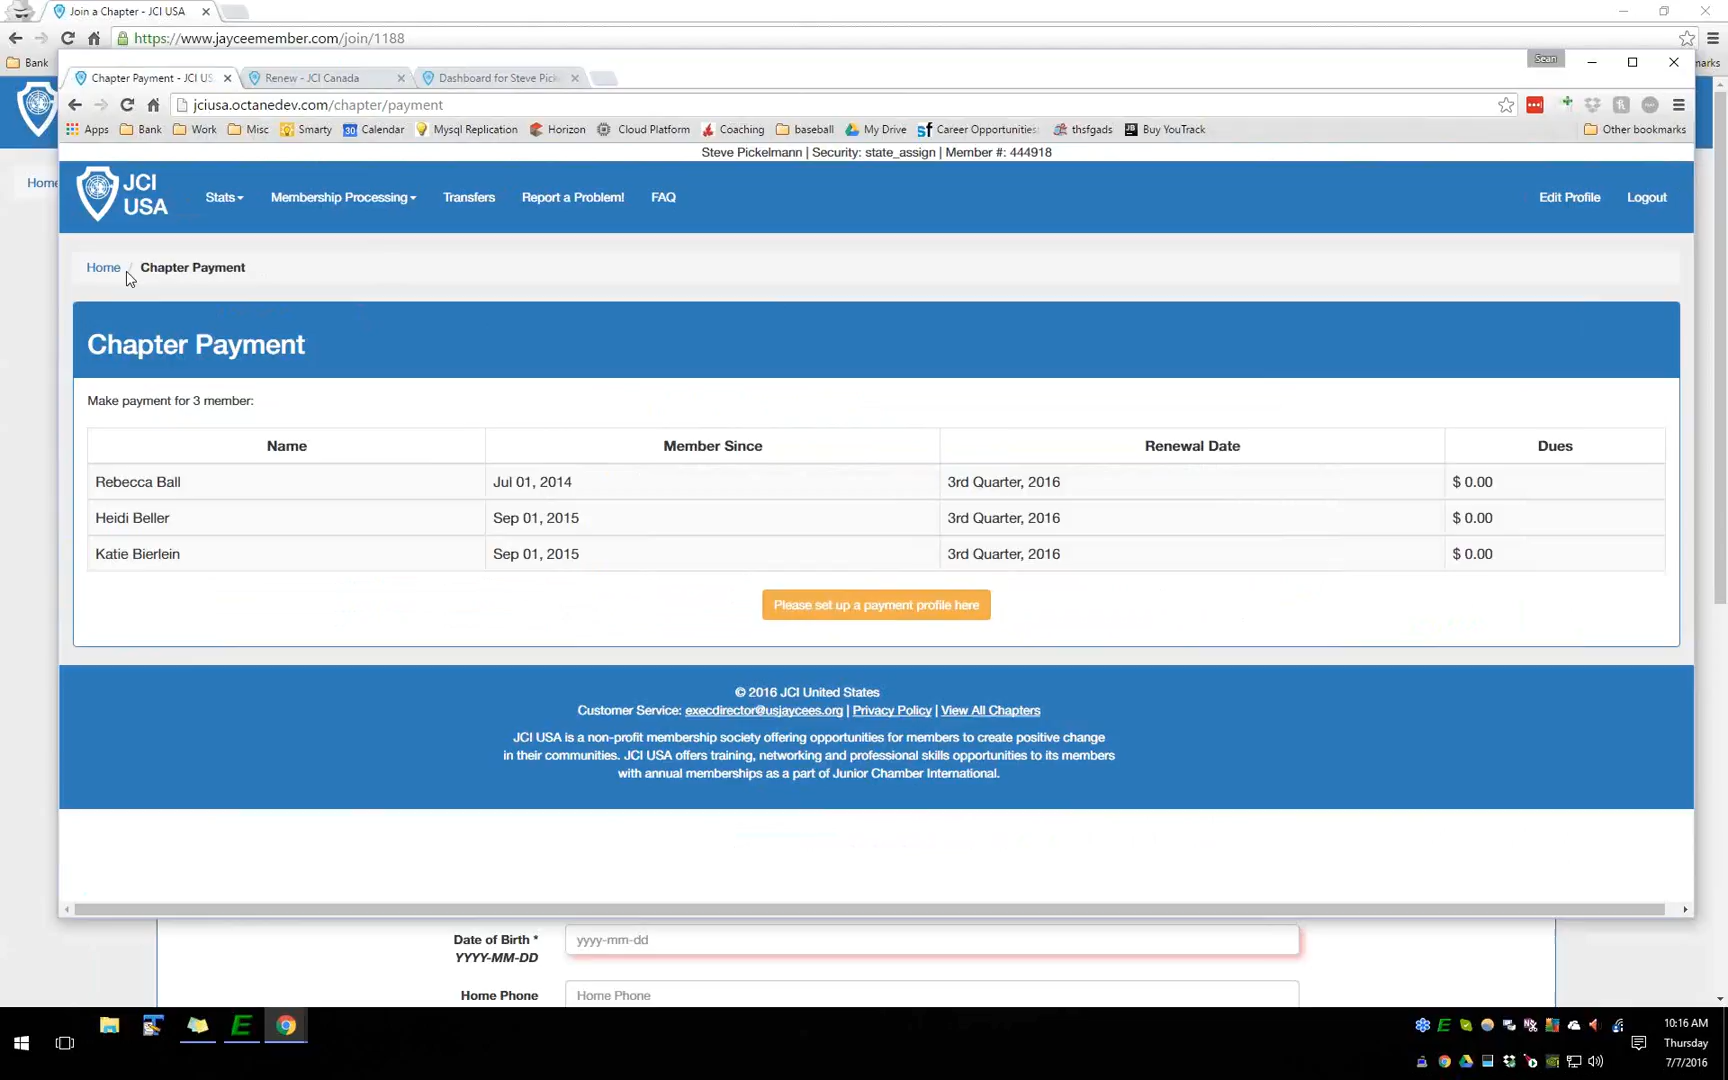 Join a Chapter - JCI USA
https://www.jayceemember.com/join/1188
Bank
Sean
Chapter Payment - JCI US
Renew - JCI Canada
Dashboard for Steve Pick
jciusa.octanedev.com/chapter/payment
Apps Bank Work Misc Smarty 30 Calendar Mysql Replication Horizon Cloud Platform Coaching baseball My Drive Career Opportunities: thsfgads Buy YouTrack Other bookmarks
Steve Pickelmann | Security: state_assign | Member #: 444918
JCI
USA
Stats Membership Processing Transfers Report a Problem! FAQ Edit Profile Logout
Home
Home / Chapter Payment
Chapter Payment
Make payment for 3 member:
Name Member Since Renewal Date Dues
Rebecca Ball Jul 01, 2014 3rd Quarter, 2016 $ 0.00
Heidi Beller Sep 01, 2015 3rd Quarter, 2016 $ 0.00
Katie Bierlein Sep 01, 2015 3rd Quarter, 2016 $ 0.00
Please set up a payment profile here
© 2016 JCI United States
Customer Service: execdirector@usjaycees.org | Privacy Policy | View All Chapters
JCI USA is a non-profit membership society offering opportunities for members to create positive change
in their communities. JCI USA offers training, networking and professional skills opportunities to its members
with annual memberships as a part of Junior Chamber International.
Date of Birth * yyyy-mm-dd
YYYY-MM-DD
Home Phone Home Phone
10:16 AM
Thursday
7/7/2016